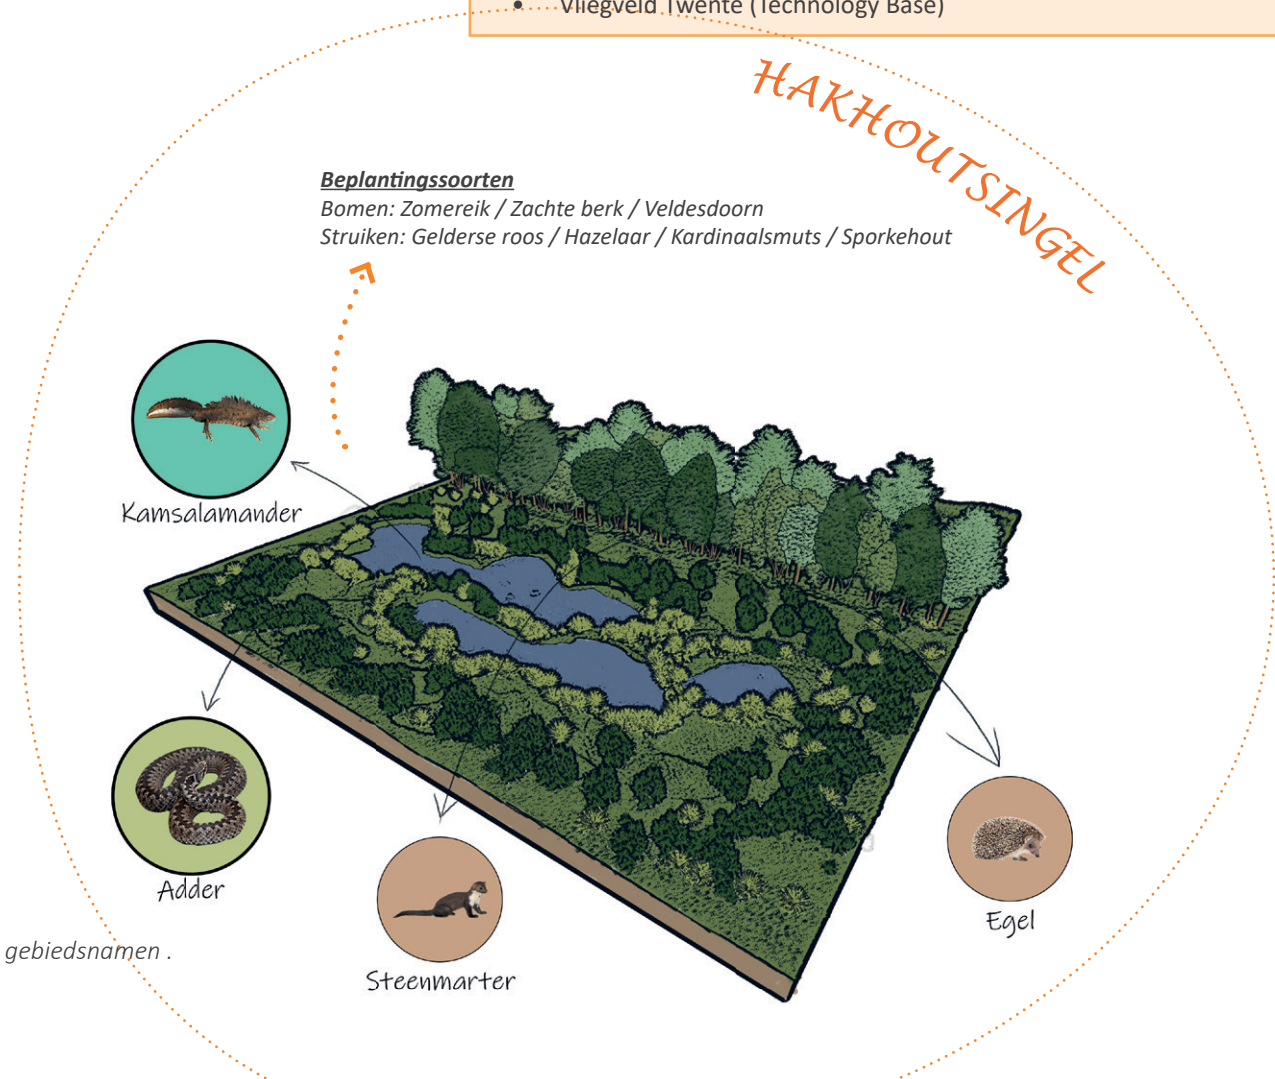 • Vliegveld Twente (Technology Base)
HAKHOUTSINGEL
Beplantingssoorten
Bomen: Zomereik / Zachte berk / Veldesdoorn
Struiken: Gelderse roos / Hazelaar / Kardinaalsmuts / Sporkehout
Kamsalamander
Adder
Egel
gebiedsnamen .
Steenmarter